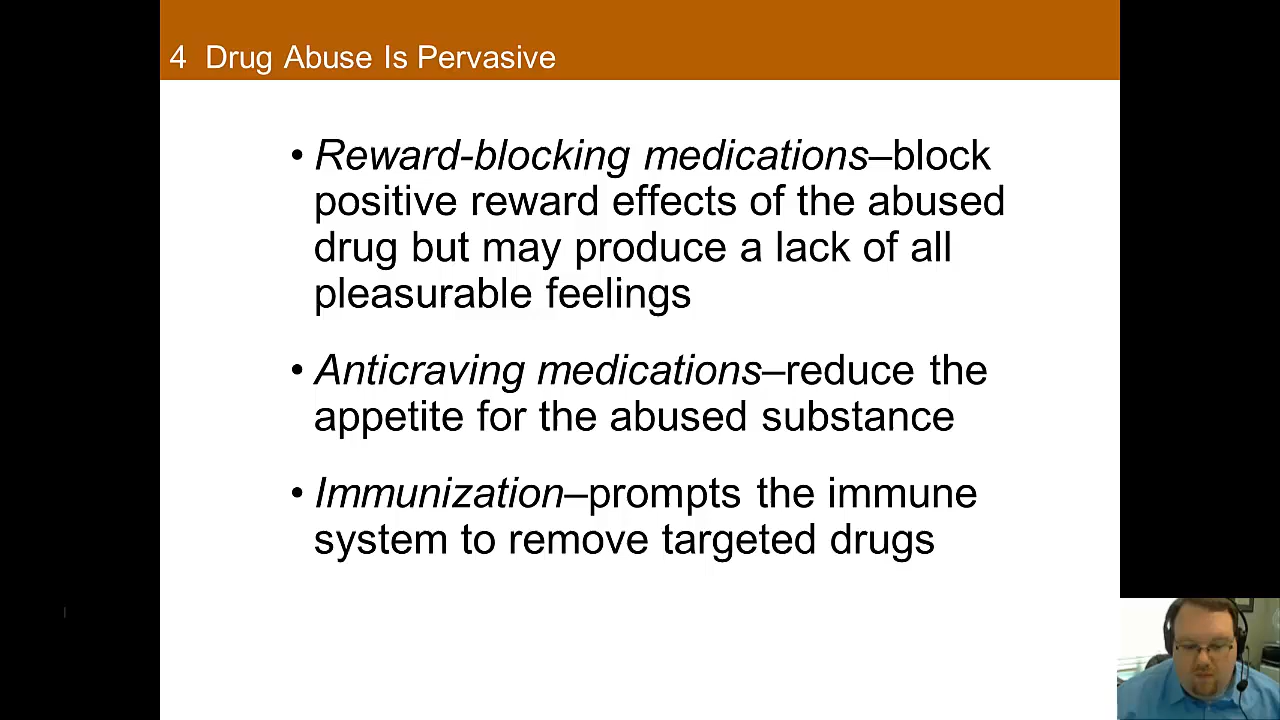 4 Drug Abuse Is Pervasive
• Reward-blocking medications–block
positive reward effects of the abused
drug but may produce a lack of all
pleasurable feelings
• Anticraving medications–reduce the
appetite for the abused substance
• Immunization–prompts the immune
system to remove targeted drugs